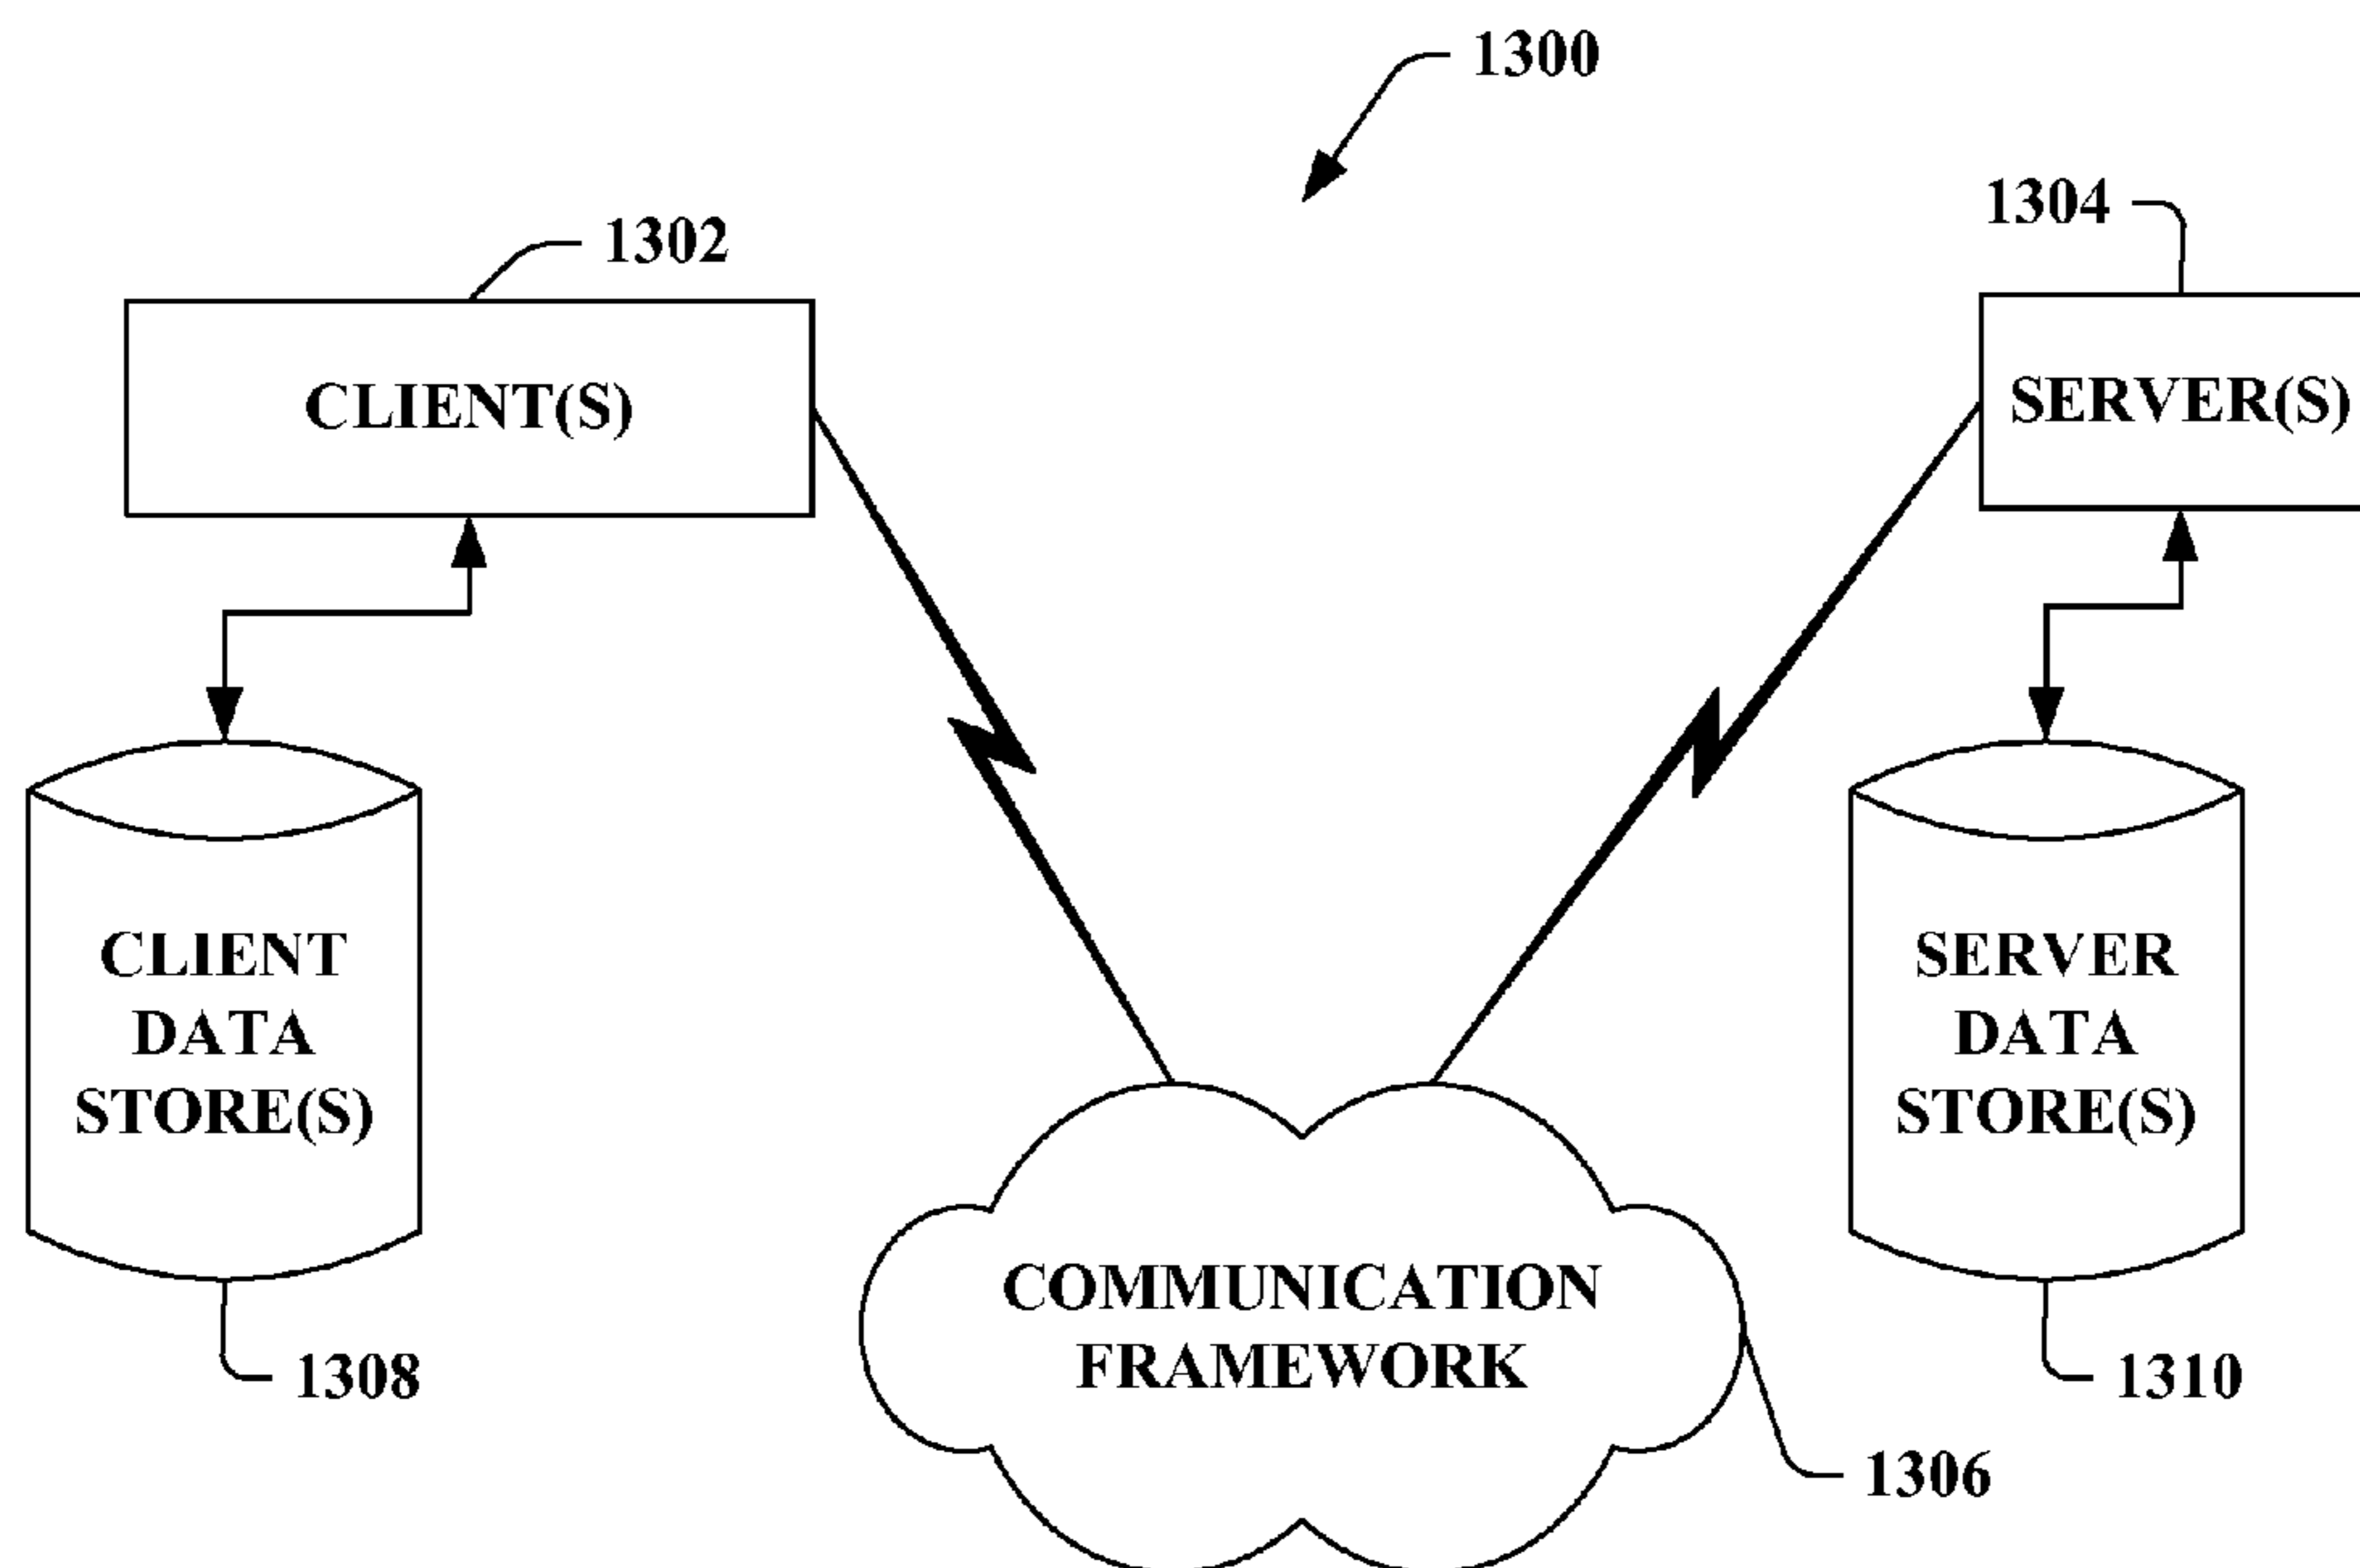 1300
1302
1304
CLIENT(S)
SERVER(S)
CLIENT
DATA
STORE(S)
SERVER
DATA
STORE(S)
COMMUNICATION
FRAMEWORK
1308
1310
1306